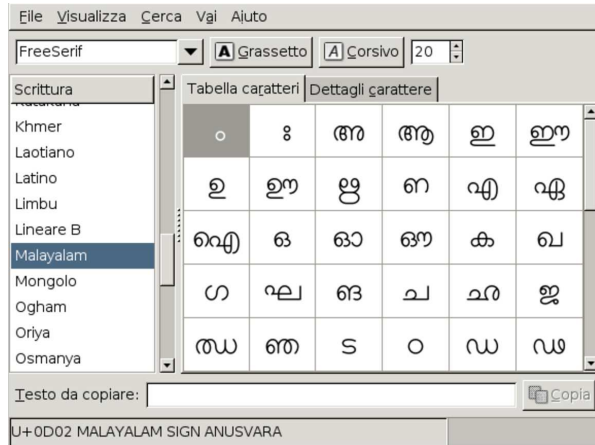 File Visualizza Cerca Vai Aiuto
FreeSerif Grassetto Corsivo 20
Scrittura
Khmer
Laotiano
Latino
Limbu
Lineare B
Malayalam
Mongolo
Ogham
Oriya
Osmanya
Tabella caratteri Dettagli carattere
ം ഃ അ ആ ഇ ഈ
ഉ ഊ ഋ ഌ എ ഏ
ഐ ഒ ഓ ഔ ക ഖ
ഗ ഘ ങ ച ഛ ജ
ഝ ഞ ട ഠ ഡ ഢ
Testo da copiare: Copia
U+0D02 MALAYALAM SIGN ANUSVARA